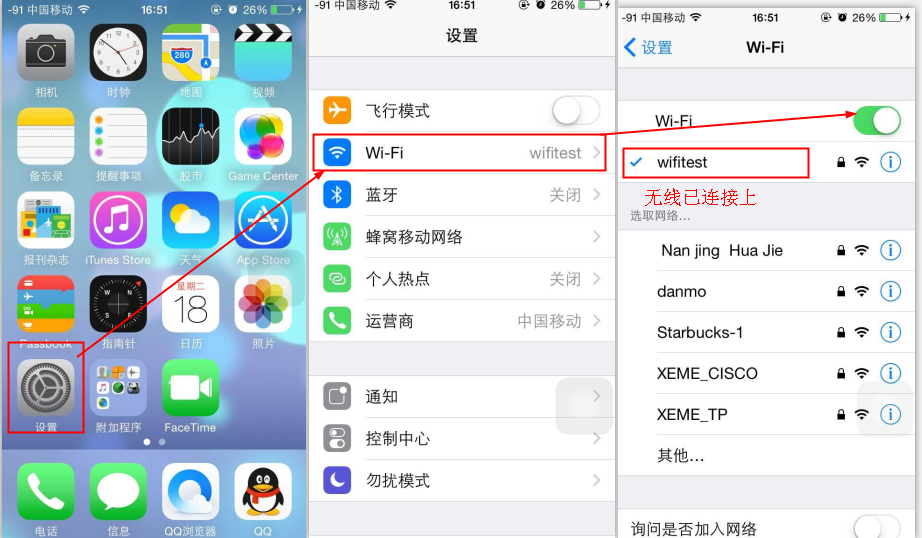 -91 中国移动 16:51 26%
相机 时钟 地图 视频
280
备忘录 提醒事项 股市 Game Center
报刊杂志 iTunes Store 天气 App Store
N
W E
S
星期二
18
Passbook 指南针 日历 照片
设置 附加程序 FaceTime
电话 信息 QQ浏览器 QQ
-91 中国移动 16:51 26%
设置
飞行模式
Wi-Fi wifitest
蓝牙 关闭
蜂窝移动网络
个人热点 关闭
运营商 中国移动
通知
控制中心
勿扰模式
-91 中国移动 16:51 26%
设置 Wi-Fi
Wi-Fi
wifitest
无线已连接上
选取网络...
Nan jing Hua Jie
danmo
Starbucks-1
XEME_CISCO
XEME_TP
其他...
询问是否加入网络